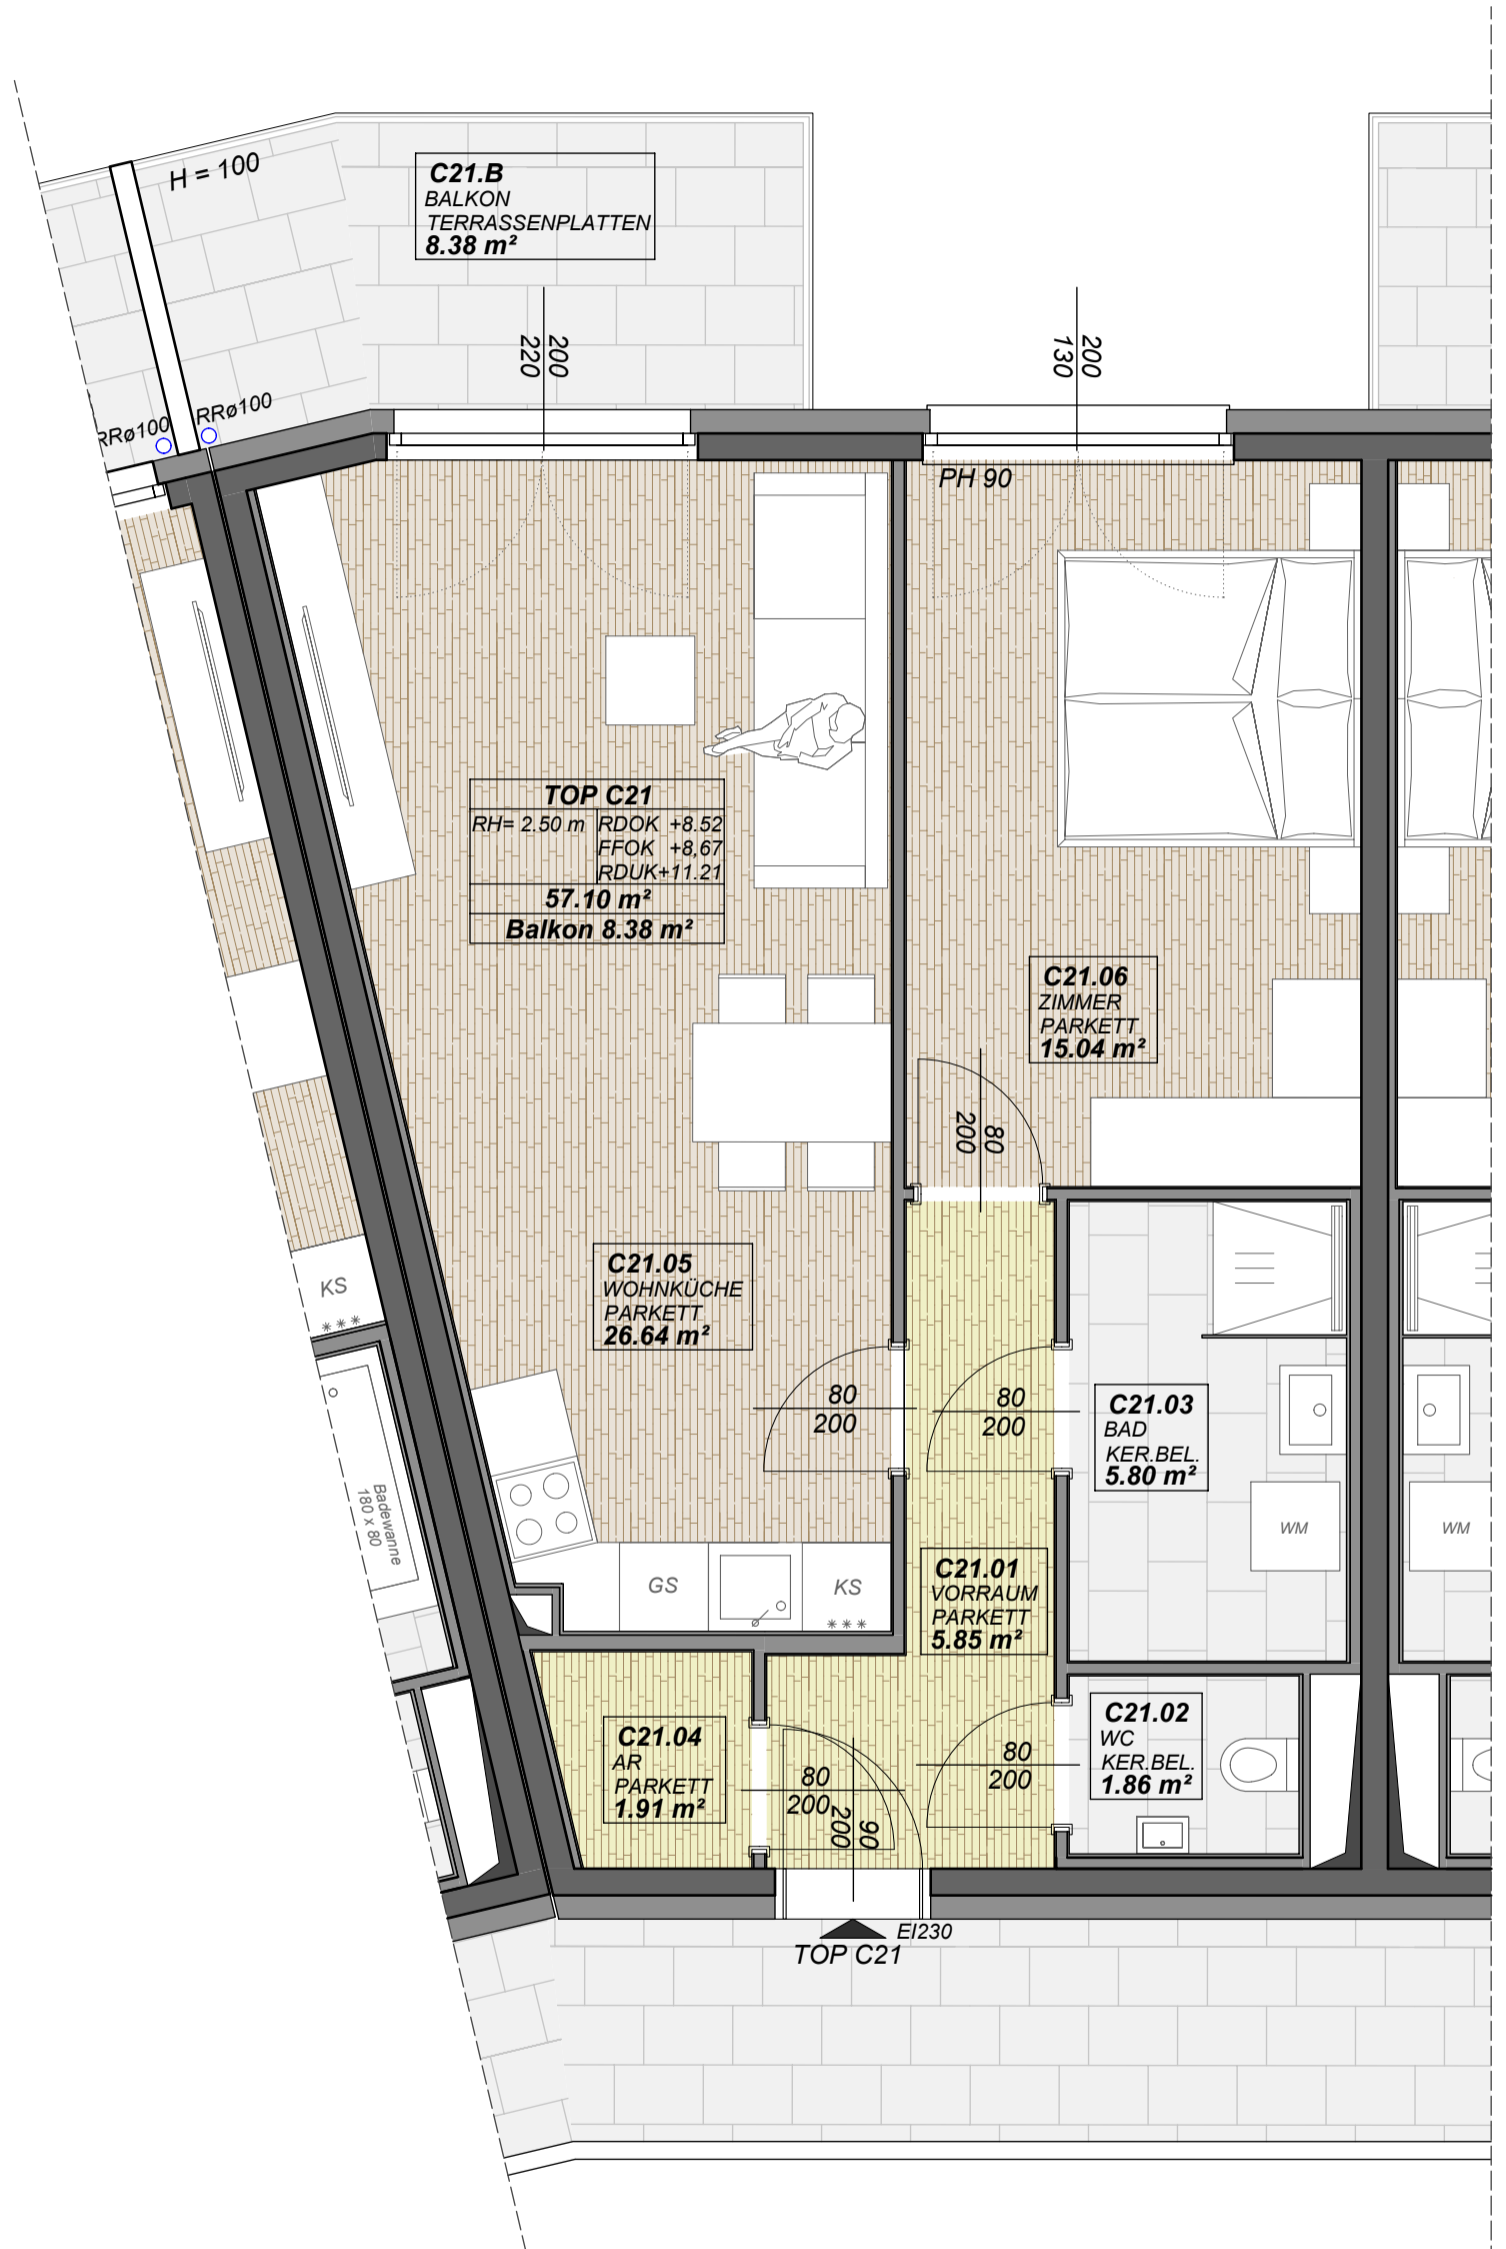 H = 100
C21.B
BALKON
TERRASSENPLATTEN
8.38 m²
200
220
200
130
RRø100
RRø100
PH 90
TOP C21
RH= 2.50 m RDOK +8.52
FFOK +8,67
RDUK+11.21
57.10 m²
Balkon 8.38 m²
C21.06
ZIMMER
PARKETT
15.04 m²
80
200
C21.05
WOHNKÜCHE
PARKETT
26.64 m²
KS
***
80
200
80
200
C21.03
BAD
KER.BEL.
5.80 m²
Badewanne
180 x 80
WM
WM
GS
KS
***
C21.01
VORRAUM
PARKETT
5.85 m²
C21.04
AR
PARKETT
1.91 m²
80
200
90
200
80
200
C21.02
WC
KER.BEL.
1.86 m²
EI230
TOP C21